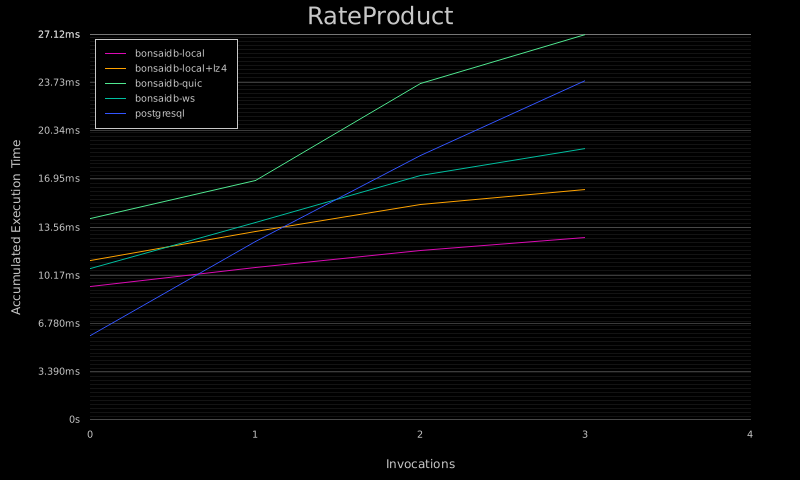 RateProduct
27.12ms
23.73ms
20.34ms
16.95ms
13.56ms
10.17ms
6.780ms
3.390ms
0s
bonsaidb-local
bonsaidb-local+lz4
bonsaidb-quic
bonsaidb-ws
postgresql
Accumulated Execution Time
0 1 2 3 4
Invocations